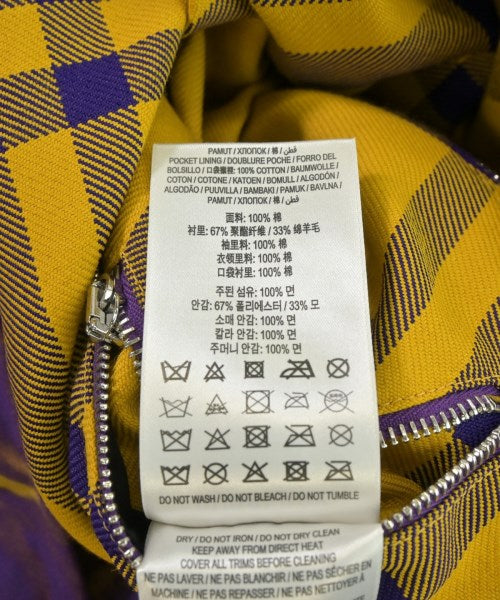 PAMUT / ХЛОПОК / 棉 / قطن /
POCKET LINING / DOUBLURE POCHE / FORRO DEL
BOLSILLO / 口袋襯裡: 100% COTTON / BAUMWOLLE /
COTON / COTONE / KATOEN / BOMULL / ALGODÓN /
ALGODÃO / PUUVILLA / BAMBAKI / PAMUK / BAVLNA /
PAMUT / ХЛОПОК / 棉 / قطن /
面料: 100% 棉
衬里: 67% 聚酯纤维 / 33% 绵羊毛
袖里料: 100% 棉
衣领里料: 100% 棉
口袋衬里: 100% 棉
주된 섬유: 100% 면
안감: 67% 폴리에스터 / 33% 모
소매 안감: 100% 면
칼라 안감: 100% 면
주머니 안감: 100% 면
DO NOT WASH / DO NOT BLEACH / DO NOT TUMBLE
DRY / DO NOT IRON / DO NOT DRY CLEAN
KEEP AWAY FROM DIRECT HEAT
COVER ALL TRIMS BEFORE CLEANING
NE PAS LAVER / NE PAS BLANCHIR / NE PAS
MACHINE / NE PAS REPASSER / NE PAS NETTOYER À